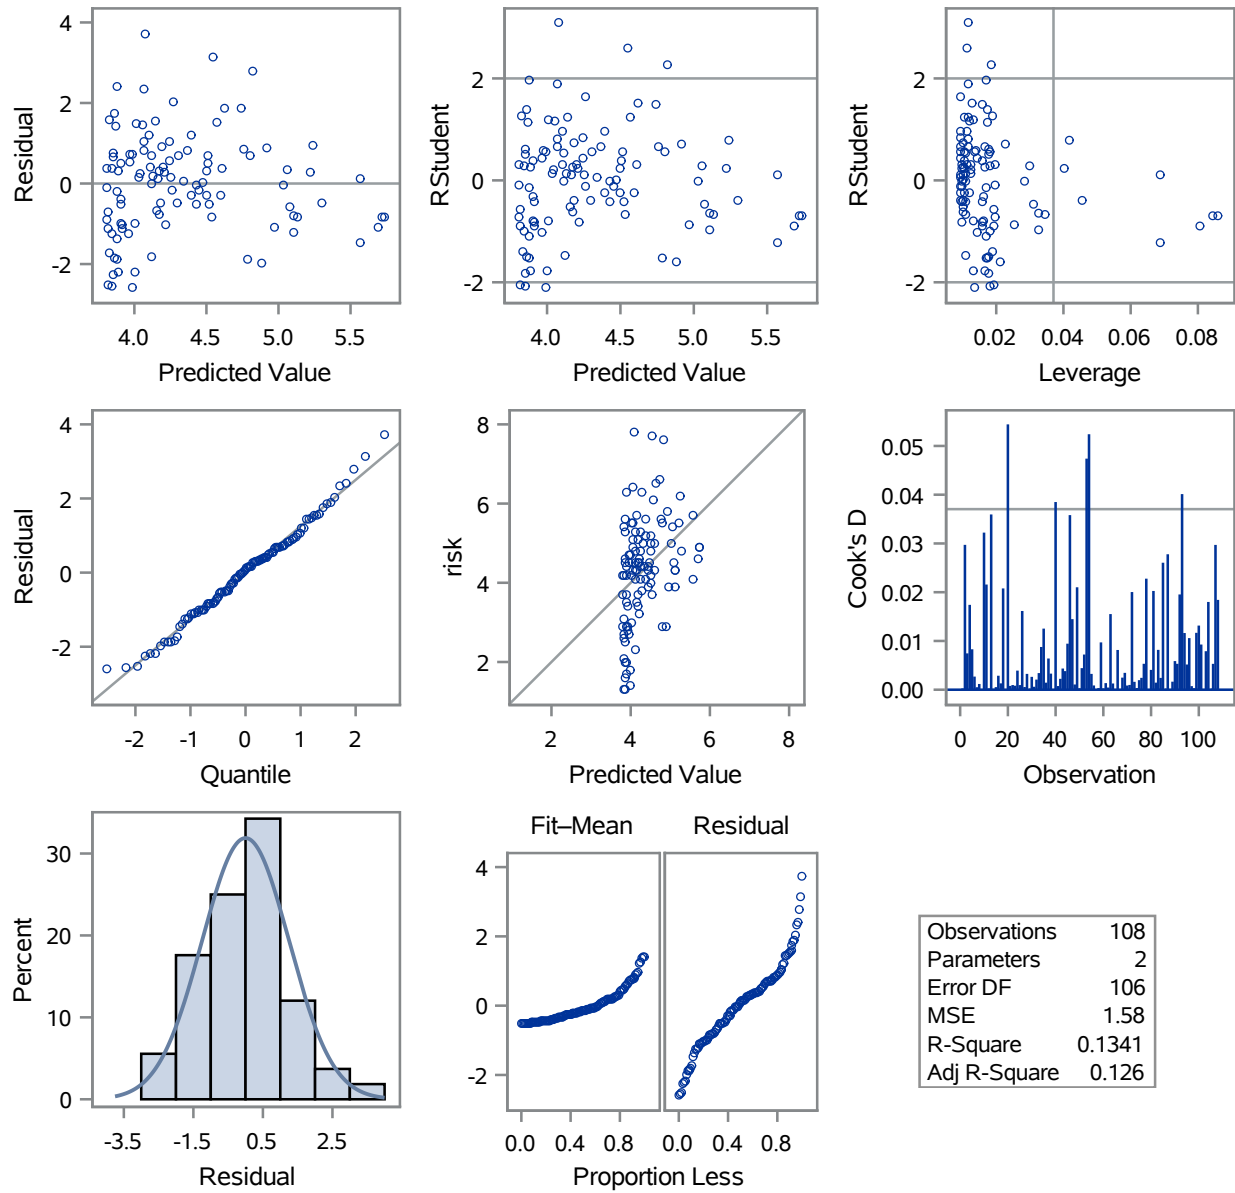 4
2
0
-2
Residual
4.0 4.5 5.0 5.5
Predicted Value
2
0
-2
RStudent
4.0 4.5 5.0 5.5
Predicted Value
2
0
-2
RStudent
0.02 0.04 0.06 0.08
Leverage
4
2
0
-2
Residual
-2 -1 0 1 2
Quantile
8
6
4
2
risk
2 4 6 8
Predicted Value
0.05
0.04
0.03
0.02
0.01
0.00
Cook's D
0 20 40 60 80 100
Observation
30
20
10
0
Percent
-3.5 -1.5 0.5 2.5
Residual
Fit–Mean Residual
4
2
0
-2
0.0 0.4 0.8 0.0 0.4 0.8
Proportion Less
Observations 108
Parameters 2
Error DF 106
MSE 1.58
R-Square 0.1341
Adj R-Square 0.126